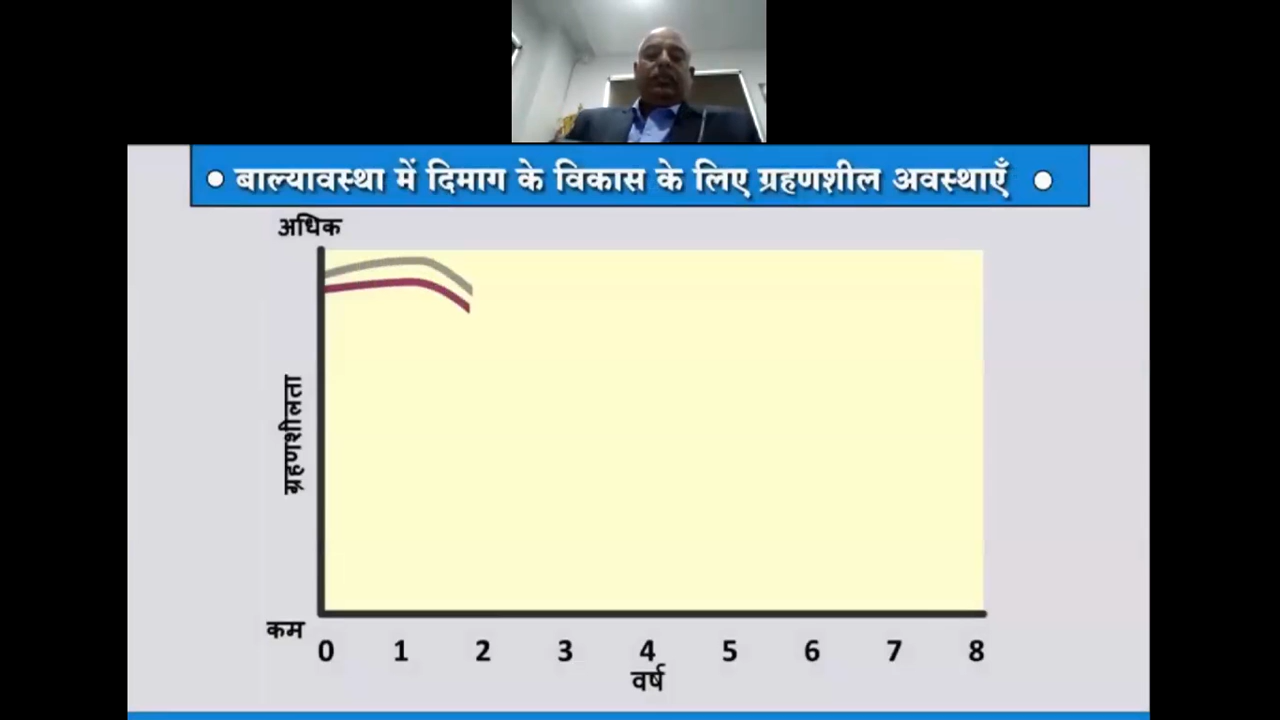 बाल्यावस्था में दिमाग के विकास के लिए ग्रहणशील अवस्थाएँ
अधिक
ग्रहणशीलता
कम
0 1 2 3 4 5 6 7 8
वर्ष